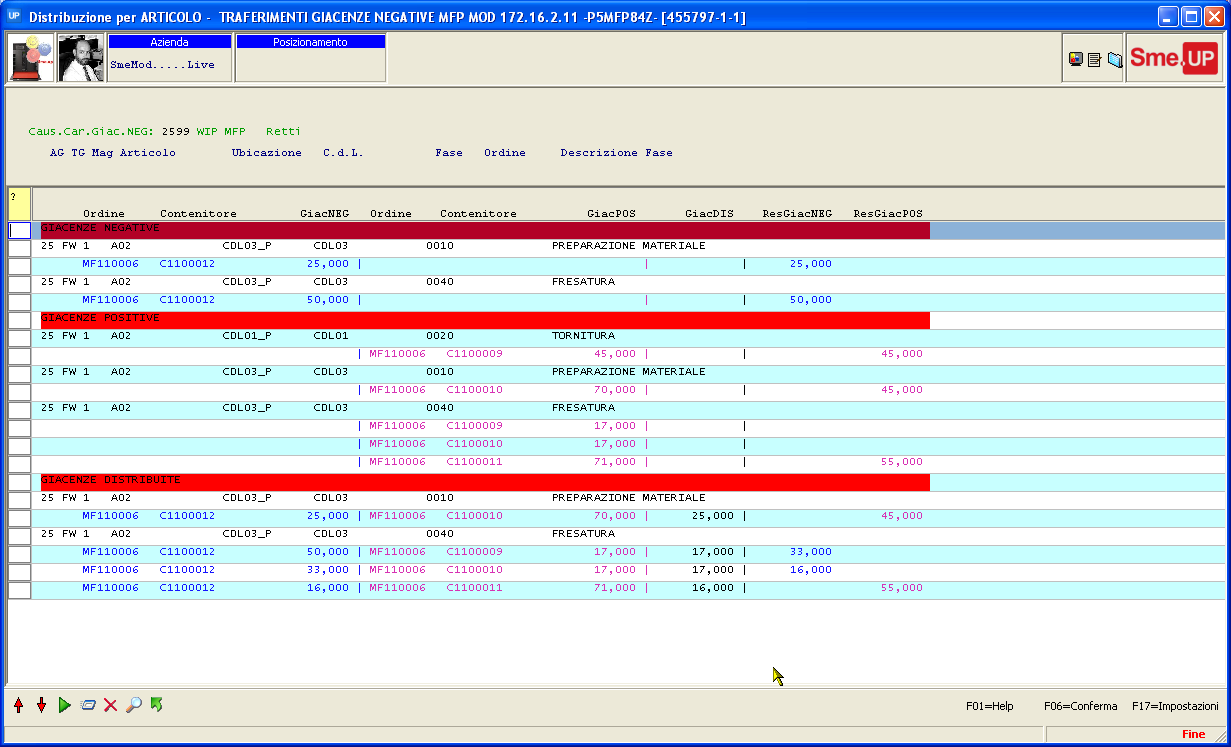 UP Distribuzione per ARTICOLO - TRAFERIMENTI GIACENZE NEGATIVE MFP MOD 172.16.2.11 -P5MFP84Z- [455797-1-1]
Azienda Posizionamento
SmeMod.....Live
Sme.UP
Caus.Car.Giac.NEG: 2599 WIP MFP Retti
AG TG Mag Articolo Ubicazione C.d.L. Fase Ordine Descrizione Fase
?
Ordine Contenitore GiacNEG Ordine Contenitore GiacPOS GiacDIS ResGiacNEG ResGiacPOS
GIACENZE NEGATIVE
25 FW 1 A02 CDL03_P CDL03 0010 PREPARAZIONE MATERIALE
MF110006 C1100012 25,000 | | | 25,000
25 FW 1 A02 CDL03_P CDL03 0040 FRESATURA
MF110006 C1100012 50,000 | | | 50,000
GIACENZE POSITIVE
25 FW 1 A02 CDL01_P CDL01 0020 TORNITURA
| MF110006 C1100009 45,000 | | 45,000
25 FW 1 A02 CDL03_P CDL03 0010 PREPARAZIONE MATERIALE
| MF110006 C1100010 70,000 | | 45,000
25 FW 1 A02 CDL03_P CDL03 0040 FRESATURA
| MF110006 C1100009 17,000 | |
| MF110006 C1100010 17,000 | |
| MF110006 C1100011 71,000 | | 55,000
GIACENZE DISTRIBUITE
25 FW 1 A02 CDL03_P CDL03 0010 PREPARAZIONE MATERIALE
MF110006 C1100012 25,000 | MF110006 C1100010 70,000 | 25,000 | 45,000
25 FW 1 A02 CDL03_P CDL03 0040 FRESATURA
MF110006 C1100012 50,000 | MF110006 C1100009 17,000 | 17,000 | 33,000
MF110006 C1100012 33,000 | MF110006 C1100010 17,000 | 17,000 | 16,000
MF110006 C1100012 16,000 | MF110006 C1100011 71,000 | 16,000 | 55,000
F01=Help F06=Conferma F17=Impostazioni
Fine